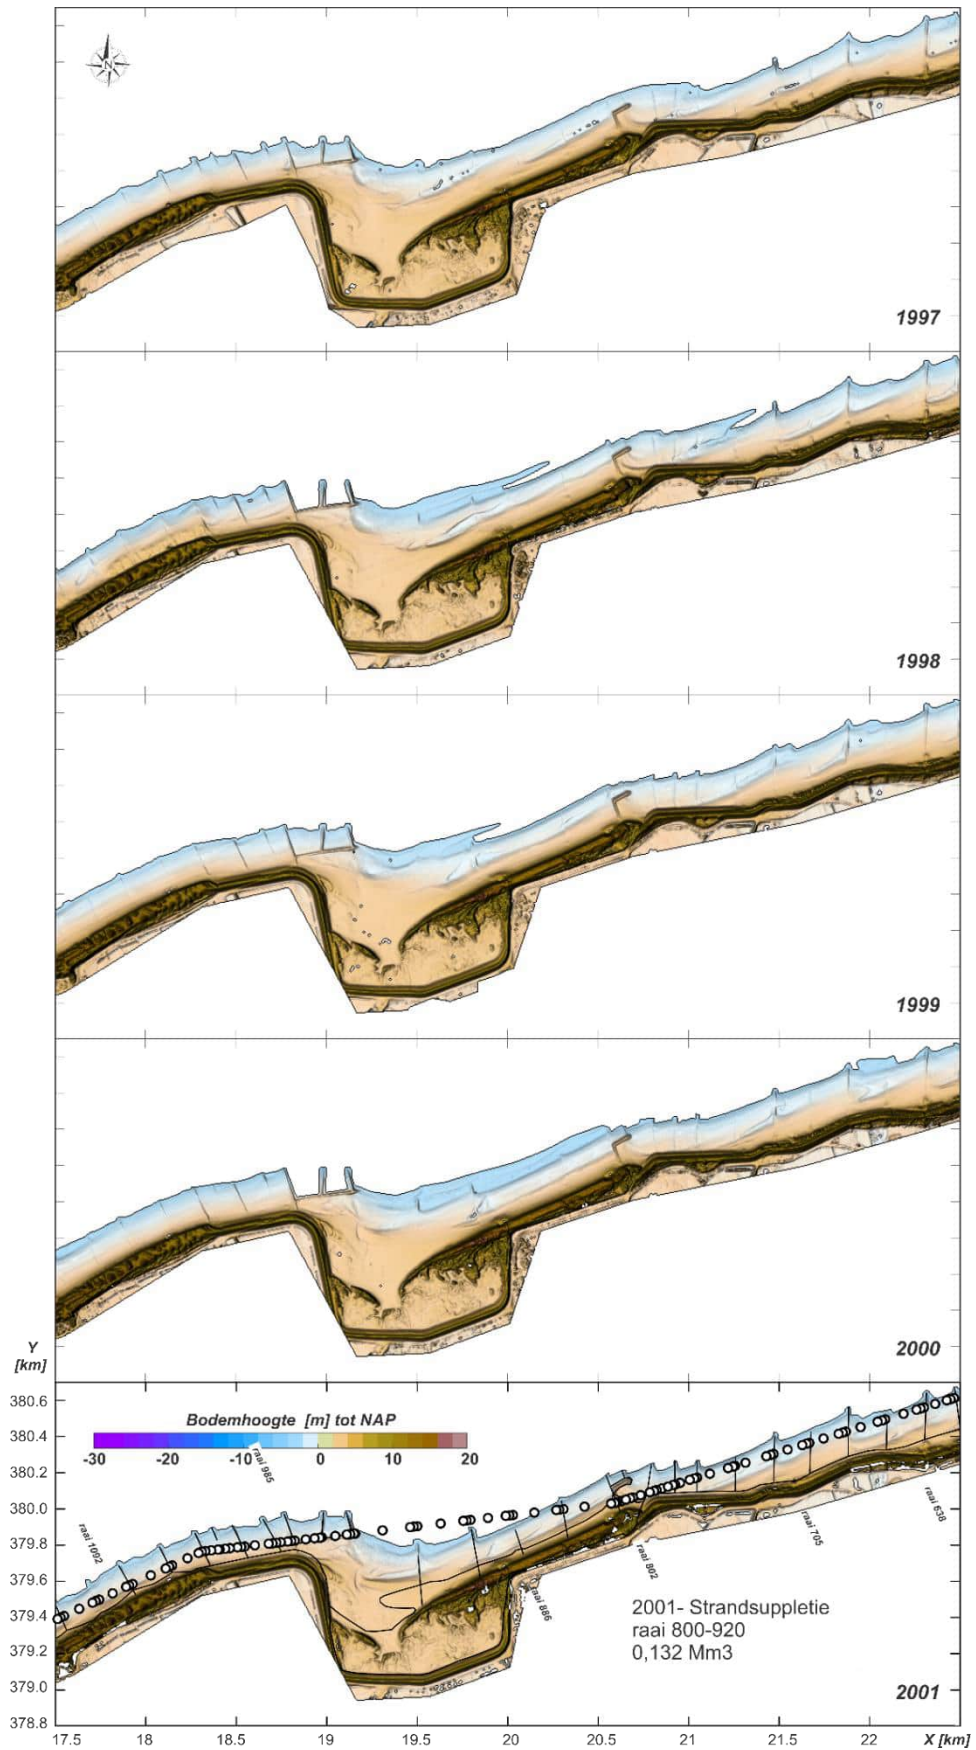 N
1997
1998
1999
2000
Y
[km]
380.6
380.4
380.2
380.0
379.8
379.6
379.4
379.2
379.0
378.8
Bodemhoogte [m] tot NAP
-30 -20 -10 0 10 20
raai 985
raai 1092
raai 886
raai 802
raai 705
raai 638
2001- Strandsuppletie
raai 800-920
0,132 Mm3
2001
17.5 18 18.5 19 19.5 20 20.5 21 21.5 22 X [km]